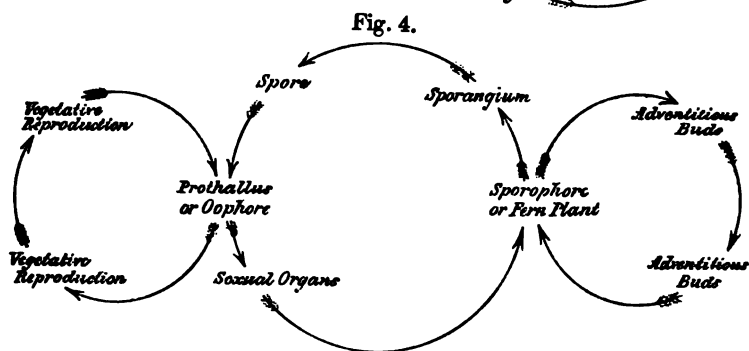 Fig. 4.
Spore
Sporangium
Vegetative
Reproduction
Adventitious
Buds
Prothallus
or Oophore
Sporophore
or Fern Plant
Vegetative
Reproduction
Sexual Organs
Adventitious
Buds